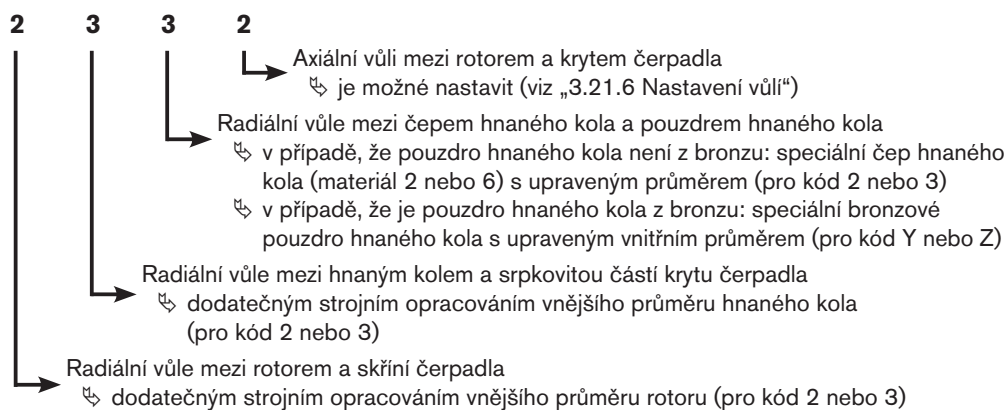 2 3 3 2
Axiální vůli mezi rotorem a krytem čerpadla
↳ je možné nastavit (viz „3.21.6 Nastavení vůlí“)
Radiální vůle mezi čepem hnaného kola a pouzdrem hnaného kola
↳ v případě, že pouzdro hnaného kola není z bronzu: speciální čep hnaného
kola (materiál 2 nebo 6) s upraveným průměrem (pro kód 2 nebo 3)
↳ v případě, že je pouzdro hnaného kola z bronzu: speciální bronzové
pouzdro hnaného kola s upraveným vnitřním průměrem (pro kód Y nebo Z)
Radiální vůle mezi hnaným kolem a srpkovitou částí krytu čerpadla
↳ dodatečným strojním opracováním vnějšího průměru hnaného kola
(pro kód 2 nebo 3)
Radiální vůle mezi rotorem a skříní čerpadla
↳ dodatečným strojním opracováním vnějšího průměru rotoru (pro kód 2 nebo 3)